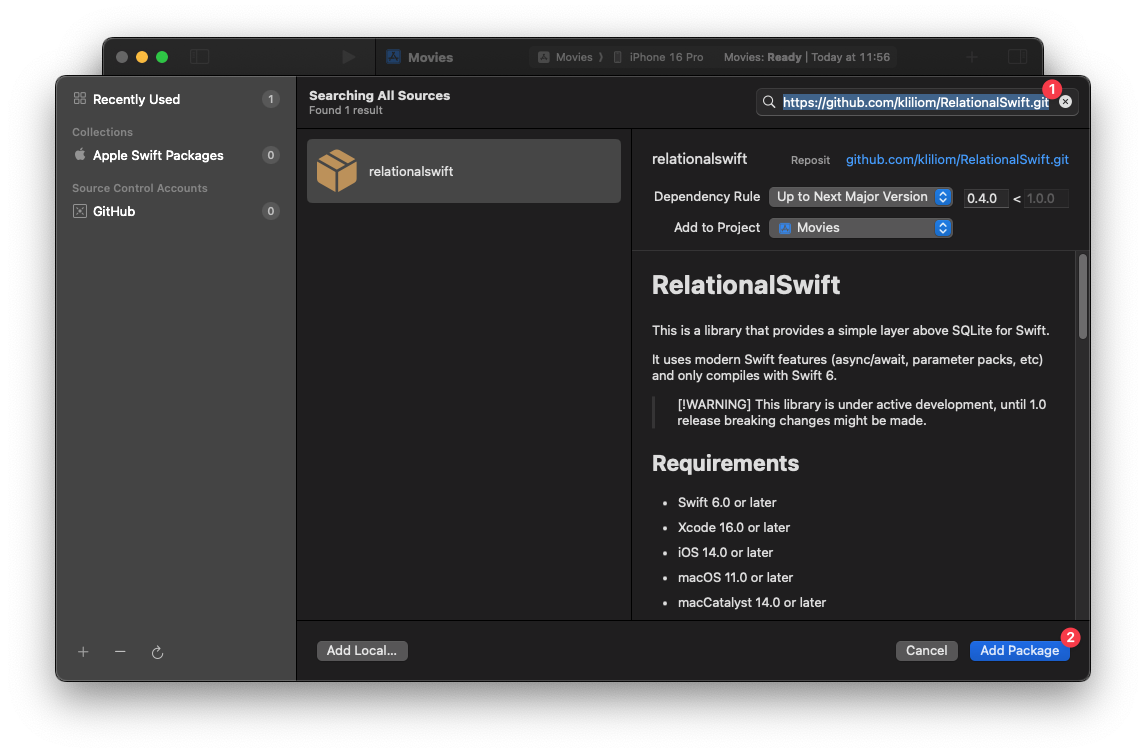 Movies
Movies 〉 iPhone 16 Pro
Movies: Ready | Today at 11:56
Recently Used 1
Collections
Apple Swift Packages 0
Source Control Accounts
GitHub 0
Searching All Sources
Found 1 result
https://github.com/kliliom/RelationalSwift.git
1
relationalswift
relationalswift Reposit github.com/kliliom/RelationalSwift.git
Dependency Rule Up to Next Major Version 0.4.0 < 1.0.0
Add to Project Movies
RelationalSwift
This is a library that provides a simple layer above SQLite for Swift.
It uses modern Swift features (async/await, parameter packs, etc)
and only compiles with Swift 6.
[!WARNING] This library is under active development, until 1.0
release breaking changes might be made.
Requirements
• Swift 6.0 or later
• Xcode 16.0 or later
• iOS 14.0 or later
• macOS 11.0 or later
• macCatalyst 14.0 or later
Add Local...
Cancel
Add Package
2